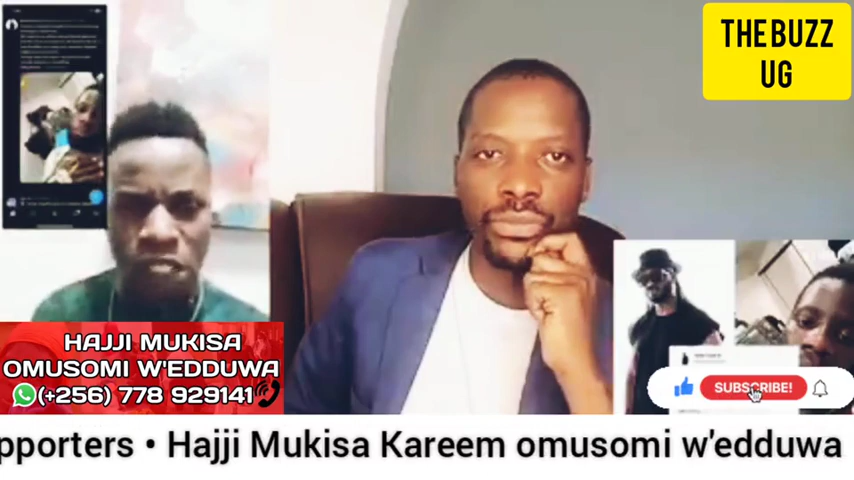 THE BUZZ
UG
HAJJI MUKISA
OMUSOMI W'EDDUWA
(+256) 778 929141
SUBSCRIBE!
pporters • Hajji Mukisa Kareem omusomi w'edduwa